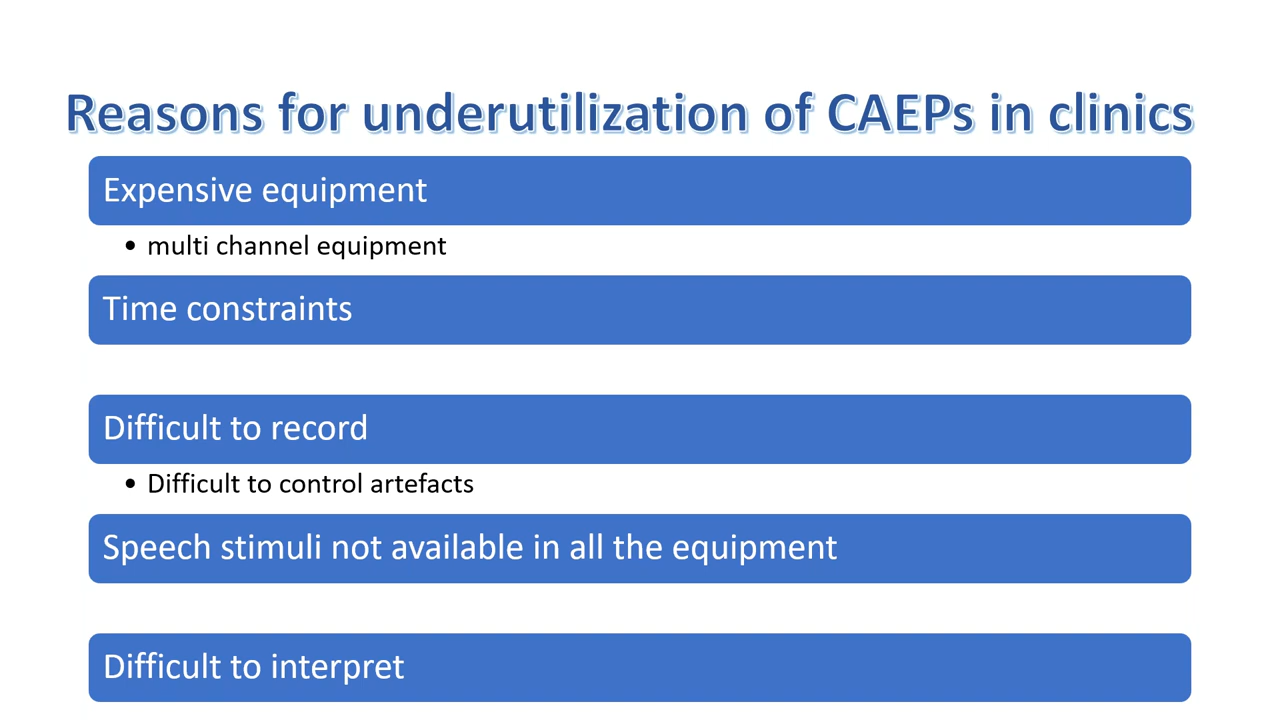 Reasons for underutilization of CAEPs in clinics
Expensive equipment
• multi channel equipment
Time constraints
Difficult to record
• Difficult to control artefacts
Speech stimuli not available in all the equipment
Difficult to interpret